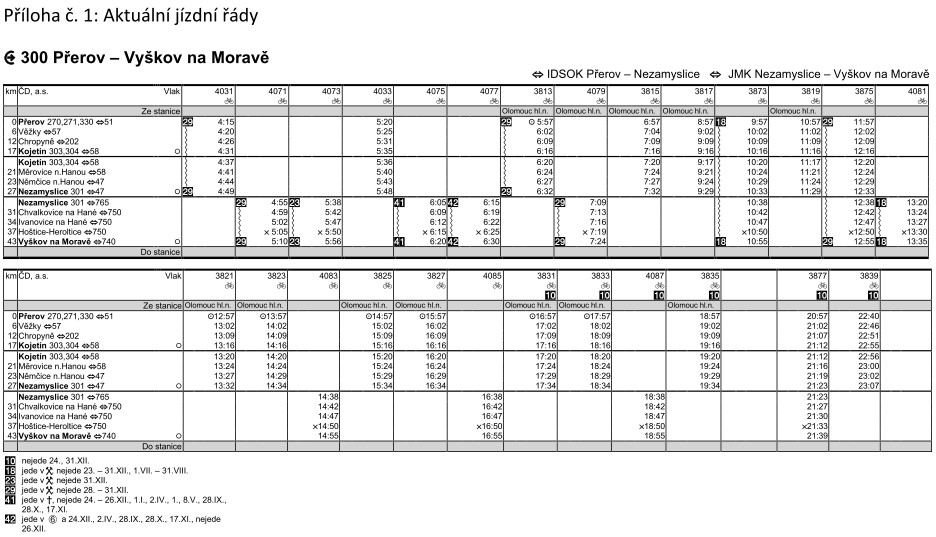 Příloha č. 1: Aktuální jízdní řády
300 Přerov – Vyškov na Moravě
⇔ IDSOK Přerov – Nezamyslice ⇔ JMK Nezamyslice – Vyškov na Moravě
km ČD, a.s. Vlak 4031 4071 4073 4033 4075 4077 3813 4079 3815 3817 3873 3819 3875 4081
Ze stanice Olomouc hl.n. Olomouc hl.n. Olomouc hl.n. Olomouc hl.n.
0 Přerov 270,271,330 ⇔51 29 4:15 5:20 29 ⊙ 5:57 6:57 8:57 18 9:57 10:57 29 11:57
6 Věžky ⇔57 4:20 5:25 6:02 7:04 9:02 10:02 11:02 12:02
12 Chropyně ⇔202 4:26 5:31 6:09 7:09 9:09 10:09 11:09 12:09
17 Kojetín 303,304 ⇔58 O 4:31 5:35 6:16 7:16 9:16 10:16 11:16 12:16
Kojetín 303,304 ⇔58 4:37 5:36 6:20 7:20 9:17 10:20 11:17 12:20
21 Měrovice n.Hanou ⇔58 4:41 5:40 6:24 7:24 9:21 10:24 11:21 12:24
23 Němčice n.Hanou ⇔47 4:44 5:43 6:27 7:27 9:24 10:29 11:24 12:29
27 Nezamyslice 301 ⇔47 O 29 4:49 5:48 29 6:32 7:32 9:29 10:33 11:29 12:33
Nezamyslice 301 ⇔765 29 4:55 23 5:38 41 6:05 42 6:15 29 7:09 10:38 12:38 18 13:20
31 Chvalkovice na Hané ⇔750 4:59 5:42 6:09 6:19 7:13 10:42 12:42 13:24
34 Ivanovice na Hané ⇔750 5:02 5:47 6:12 6:22 7:16 10:47 12:47 13:27
37 Hoštice-Heroltice ⇔750 × 5:05 × 5:50 × 6:15 × 6:25 × 7:19 ×10:50 ×12:50 ×13:30
43 Vyškov na Moravě ⇔740 O 29 5:10 23 5:56 41 6:20 42 6:30 29 7:24 18 10:55 29 12:55 18 13:35
Do stanice
km ČD, a.s. Vlak 3821 3823 4083 3825 3827 4085 3831 3833 4087 3835 3877 3839
10 10 10 10 10 10
Ze stanice Olomouc hl.n. Olomouc hl.n. Olomouc hl.n. Olomouc hl.n. Olomouc hl.n. Olomouc hl.n. Olomouc hl.n.
0 Přerov 270,271,330 ⇔51 ⊙12:57 ⊙13:57 ⊙14:57 ⊙15:57 ⊙16:57 ⊙17:57 18:57 20:57 22:40
6 Věžky ⇔57 13:02 14:02 15:02 16:02 17:02 18:02 19:02 21:02 22:46
12 Chropyně ⇔202 13:09 14:09 15:09 16:09 17:09 18:09 19:09 21:07 22:51
17 Kojetín 303,304 ⇔58 O 13:16 14:16 15:16 16:16 17:16 18:16 19:16 21:12 22:55
Kojetín 303,304 ⇔58 13:20 14:20 15:20 16:20 17:20 18:20 19:20 21:12 22:56
21 Měrovice n.Hanou ⇔58 13:24 14:24 15:24 16:24 17:24 18:24 19:24 21:16 23:00
23 Němčice n.Hanou ⇔47 13:27 14:29 15:29 16:29 17:29 18:29 19:29 21:19 23:02
27 Nezamyslice 301 ⇔47 O 13:32 14:34 15:34 16:34 17:34 18:34 19:34 21:23 23:07
Nezamyslice 301 ⇔765 14:38 16:38 18:38 21:23
31 Chvalkovice na Hané ⇔750 14:42 16:42 18:42 21:27
34 Ivanovice na Hané ⇔750 14:47 16:47 18:47 21:30
37 Hoštice-Heroltice ⇔750 ×14:50 ×16:50 ×18:50 ×21:33
43 Vyškov na Moravě ⇔740 O 14:55 16:55 18:55 21:39
Do stanice
10 nejede 24., 31.XII.
18 jede v ⚒ nejede 23. – 31.XII., 1.VII. – 31.VIII.
23 jede v ⚒ nejede 31.XII.
29 jede v ⚒ nejede 28. – 31.XII.
41 jede v †, nejede 24. – 26.XII., 1.I., 2.IV., 1., 8.V., 28.IX.,
28.X., 17.XI.
42 jede v ⑥ a 24.XII., 2.IV., 28.IX., 28.X., 17.XI., nejede
26.XII.